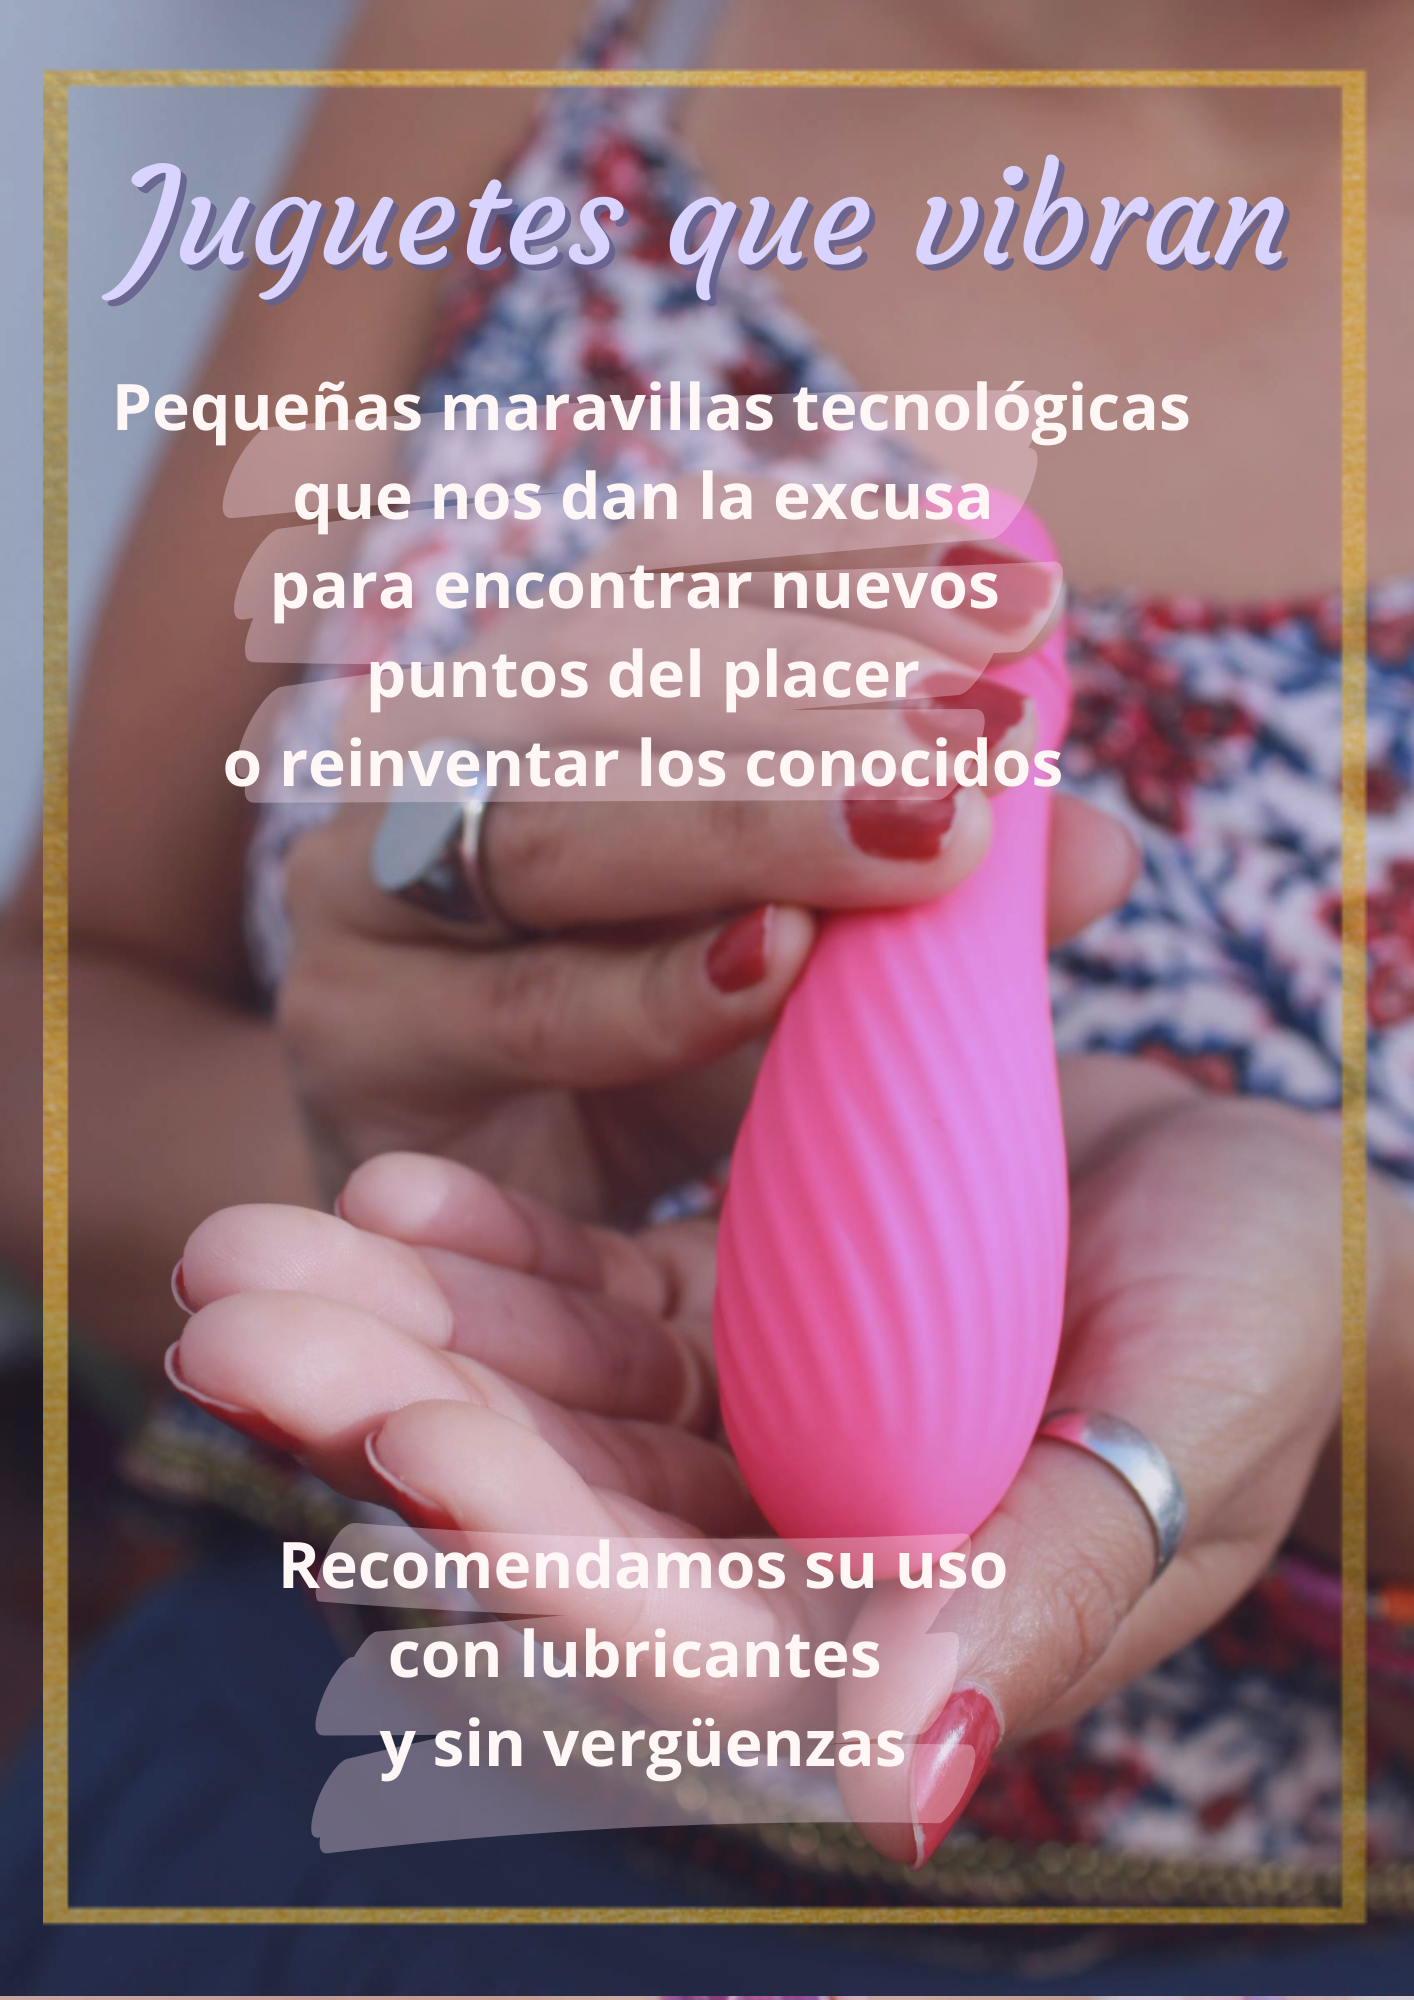 Juguetes que vibran
Pequeñas maravillas tecnológicas
que nos dan la excusa
para encontrar nuevos
puntos del placer
o reinventar los conocidos
Recomendamos su uso
con lubricantes
y sin vergüenzas